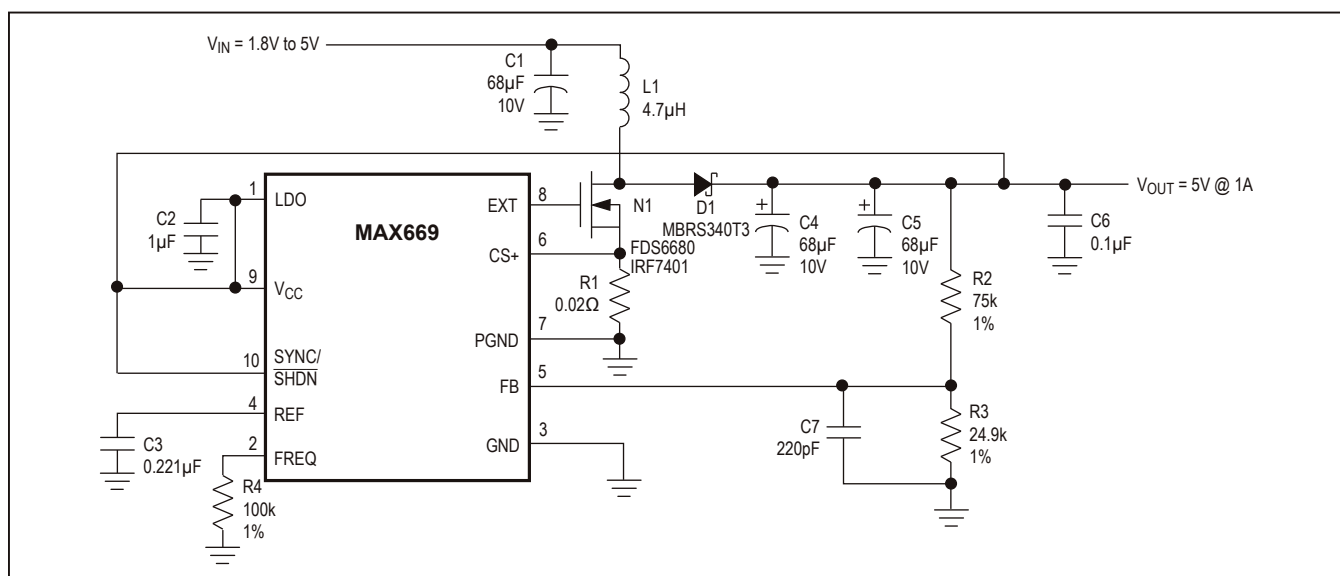 V_IN = 1.8V to 5V
C1
68µF
10V
L1
4.7µH
1
LDO
C2
1µF
MAX669
EXT
8
N1
D1
MBRS340T3
FDS6680
IRF7401
C4
68µF
10V
C5
68µF
10V
V_OUT = 5V @ 1A
C6
0.1µF
CS+
6
R1
0.02Ω
R2
75k
1%
9
V_CC
PGND
7
10
SYNC/
SHDN
FB
5
4
REF
C3
0.221µF
R3
24.9k
1%
C7
220pF
GND
3
2
FREQ
R4
100k
1%